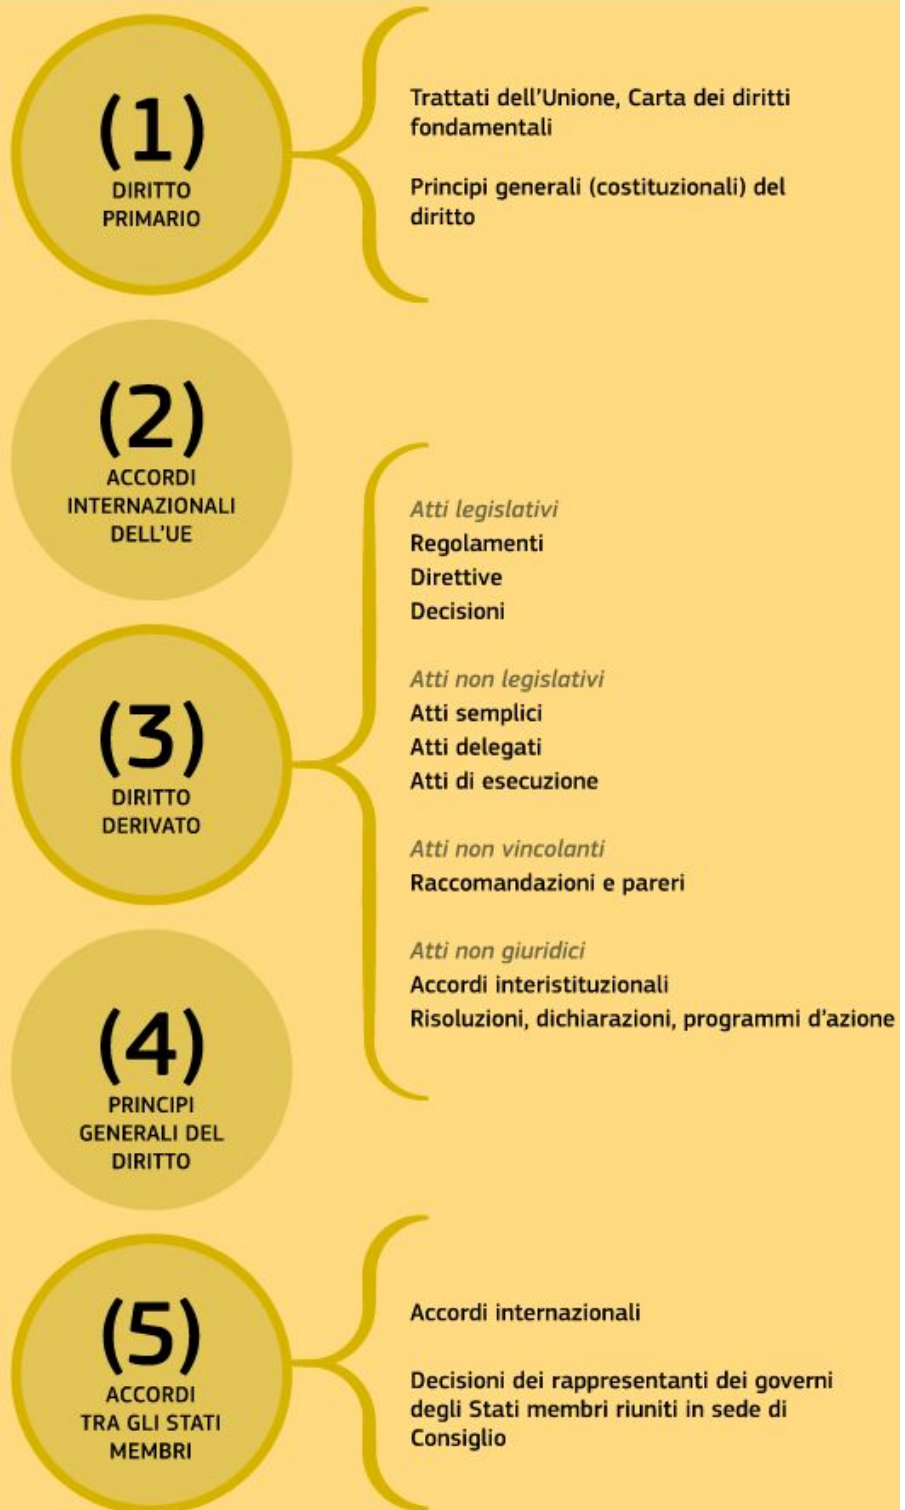 (1)
DIRITTO
PRIMARIO
Trattati dell'Unione, Carta dei diritti
fondamentali
Principi generali (costituzionali) del
diritto
(2)
ACCORDI
INTERNAZIONALI
DELL'UE
(3)
DIRITTO
DERIVATO
Atti legislativi
Regolamenti
Direttive
Decisioni
Atti non legislativi
Atti semplici
Atti delegati
Atti di esecuzione
Atti non vincolanti
Raccomandazioni e pareri
Atti non giuridici
Accordi interistituzionali
Risoluzioni, dichiarazioni, programmi d'azione
(4)
PRINCIPI
GENERALI DEL
DIRITTO
(5)
ACCORDI
TRA GLI STATI
MEMBRI
Accordi internazionali
Decisioni dei rappresentanti dei governi
degli Stati membri riuniti in sede di
Consiglio